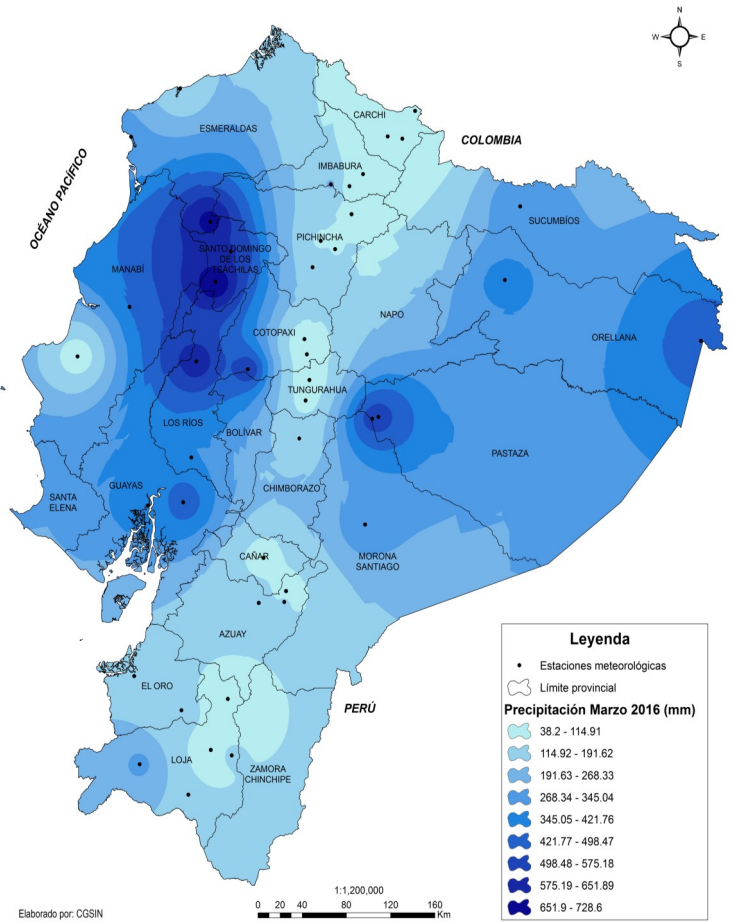 N
W E
S
CARCHI
ESMERALDAS
COLOMBIA
IMBABURA
OCÉANO PACÍFICO
SUCUMBÍOS
PICHINCHA
SANTO DOMINGO
DE LOS
TSÁCHILAS
MANABÍ
NAPO
COTOPAXI
ORELLANA
TUNGURAHUA
LOS RÍOS
BOLÍVAR
PASTAZA
GUAYAS
CHIMBORAZO
SANTA
ELENA
CAÑAR
MORONA
SANTIAGO
AZUAY
EL ORO
PERÚ
LOJA
ZAMORA
CHINCHIPE
Leyenda
Estaciones meteorológicas
Límite provincial
Precipitación Marzo 2016 (mm)
38.2 - 114.91
114.92 - 191.62
191.63 - 268.33
268.34 - 345.04
345.05 - 421.76
421.77 - 498.47
498.48 - 575.18
575.19 - 651.89
651.9 - 728.6
1:1,200,000
0 20 40 80 120 160
Km
Elaborado por: CGSIN